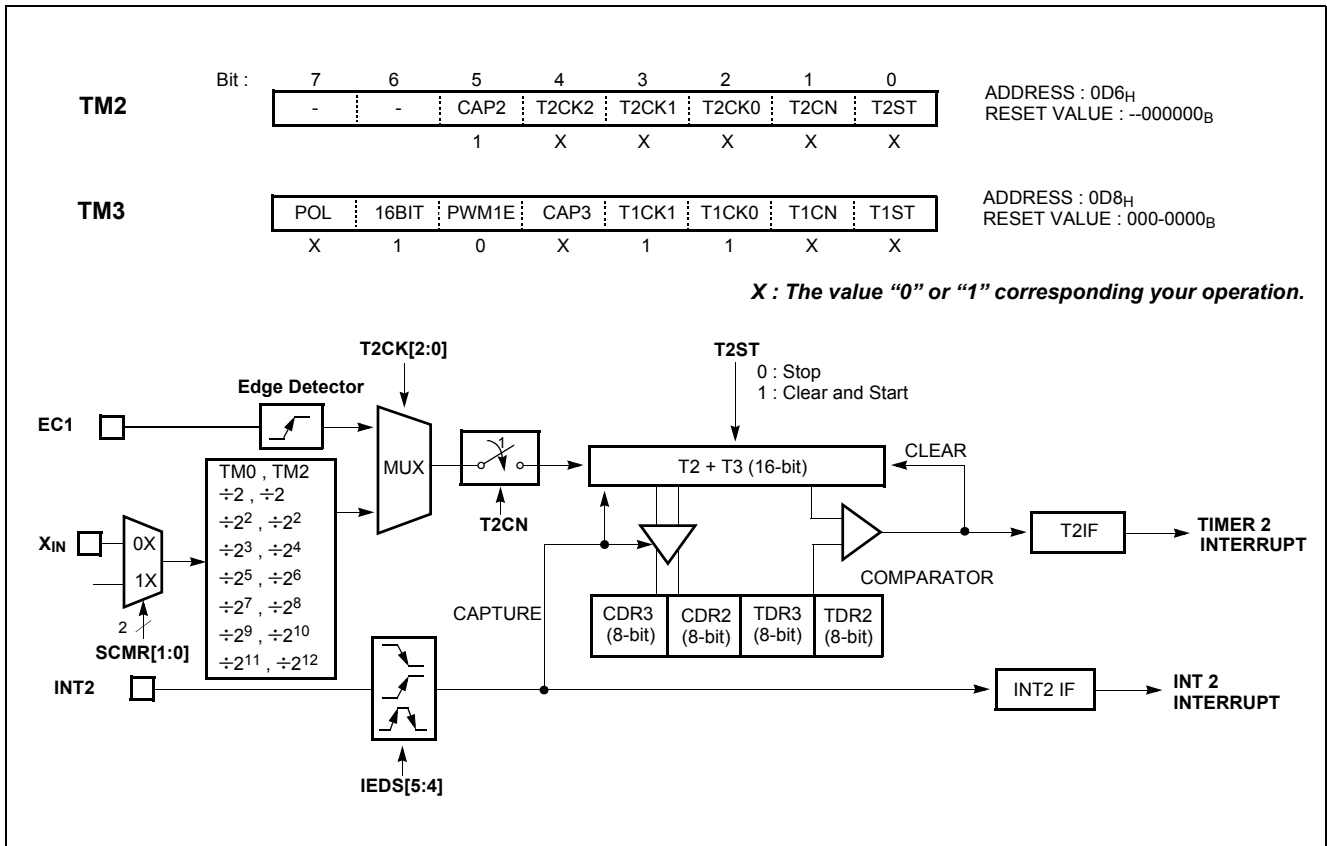 Bit : 7 6 5 4 3 2 1 0
TM2 - - CAP2 T2CK2 T2CK1 T2CK0 T2CN T2ST
ADDRESS : 0D6H
RESET VALUE : --000000B
1 X X X X X
TM3 POL 16BIT PWM1E CAP3 T1CK1 T1CK0 T1CN T1ST
ADDRESS : 0D8H
RESET VALUE : 000-0000B
X 1 0 X 1 1 X X
X : The value “0” or “1” corresponding your operation.
T2CK[2:0]
T2ST
0 : Stop
1 : Clear and Start
Edge Detector
EC1
MUX
1
T2CN
T2 + T3 (16-bit)
CLEAR
TM0 , TM2
÷2 , ÷2
÷2² , ÷2²
÷2³ , ÷2⁴
÷2⁵ , ÷2⁶
÷2⁷ , ÷2⁸
÷2⁹ , ÷2¹⁰
÷2¹¹ , ÷2¹²
XIN
0X
1X
2
SCMR[1:0]
T2IF
TIMER 2
INTERRUPT
COMPARATOR
CAPTURE
CDR3
(8-bit)
CDR2
(8-bit)
TDR3
(8-bit)
TDR2
(8-bit)
INT2
INT2 IF
INT 2
INTERRUPT
IEDS[5:4]